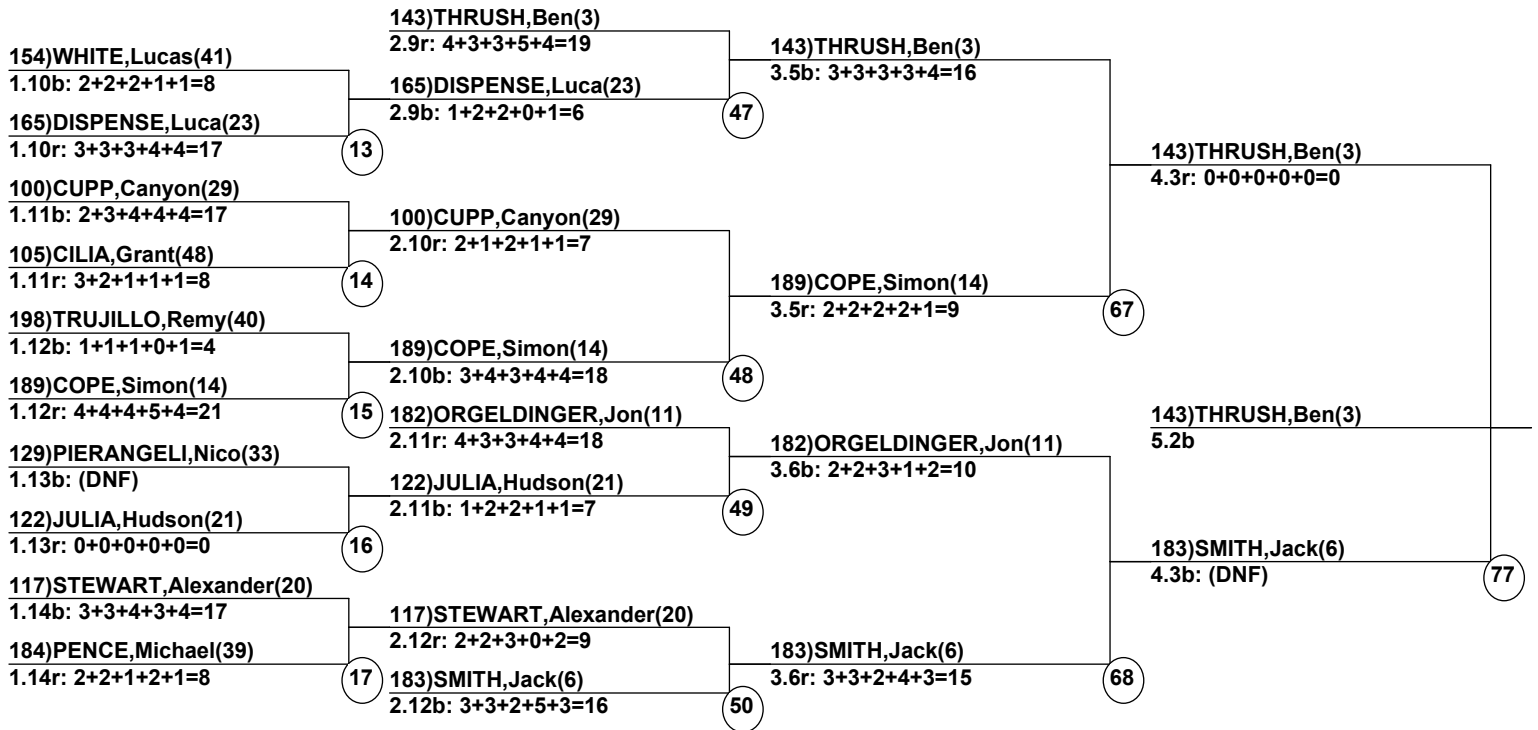 154)WHITE,Lucas(41)
1.10b: 2+2+2+1+1=8
165)DISPENSE,Luca(23)
1.10r: 3+3+3+4+4=17
13
100)CUPP,Canyon(29)
1.11b: 2+3+4+4+4=17
105)CILIA,Grant(48)
1.11r: 3+2+1+1+1=8
14
198)TRUJILLO,Remy(40)
1.12b: 1+1+1+0+1=4
189)COPE,Simon(14)
1.12r: 4+4+4+5+4=21
15
129)PIERANGELI,Nico(33)
1.13b: (DNF)
122)JULIA,Hudson(21)
1.13r: 0+0+0+0+0=0
16
117)STEWART,Alexander(20)
1.14b: 3+3+4+3+4=17
184)PENCE,Michael(39)
1.14r: 2+2+1+2+1=8
17
143)THRUSH,Ben(3)
2.9r: 4+3+3+5+4=19
165)DISPENSE,Luca(23)
2.9b: 1+2+2+0+1=6
47
100)CUPP,Canyon(29)
2.10r: 2+1+2+1+1=7
189)COPE,Simon(14)
2.10b: 3+4+3+4+4=18
48
182)ORGELDINGER,Jon(11)
2.11r: 4+3+3+4+4=18
122)JULIA,Hudson(21)
2.11b: 1+2+2+1+1=7
49
117)STEWART,Alexander(20)
2.12r: 2+2+3+0+2=9
183)SMITH,Jack(6)
2.12b: 3+3+2+5+3=16
50
143)THRUSH,Ben(3)
3.5b: 3+3+3+3+4=16
189)COPE,Simon(14)
3.5r: 2+2+2+2+1=9
67
182)ORGELDINGER,Jon(11)
3.6b: 2+2+3+1+2=10
183)SMITH,Jack(6)
3.6r: 3+3+2+4+3=15
68
143)THRUSH,Ben(3)
4.3r: 0+0+0+0+0=0
183)SMITH,Jack(6)
4.3b: (DNF)
77
143)THRUSH,Ben(3)
5.2b